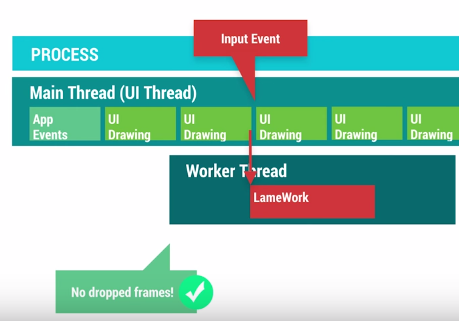 Input Event
PROCESS
Main Thread (UI Thread)
App
Events
UI
Drawing
UI
Drawing
UI
Drawing
UI
Drawing
UI
Drawing
Worker Thread
LameWork
No dropped frames!